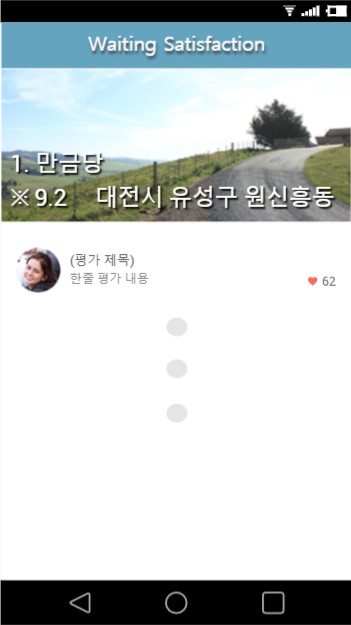 Waiting Satisfaction
1. 만금당
※ 9.2 대전시 유성구 원신흥동
(평가 제목)
한줄 평가 내용
62